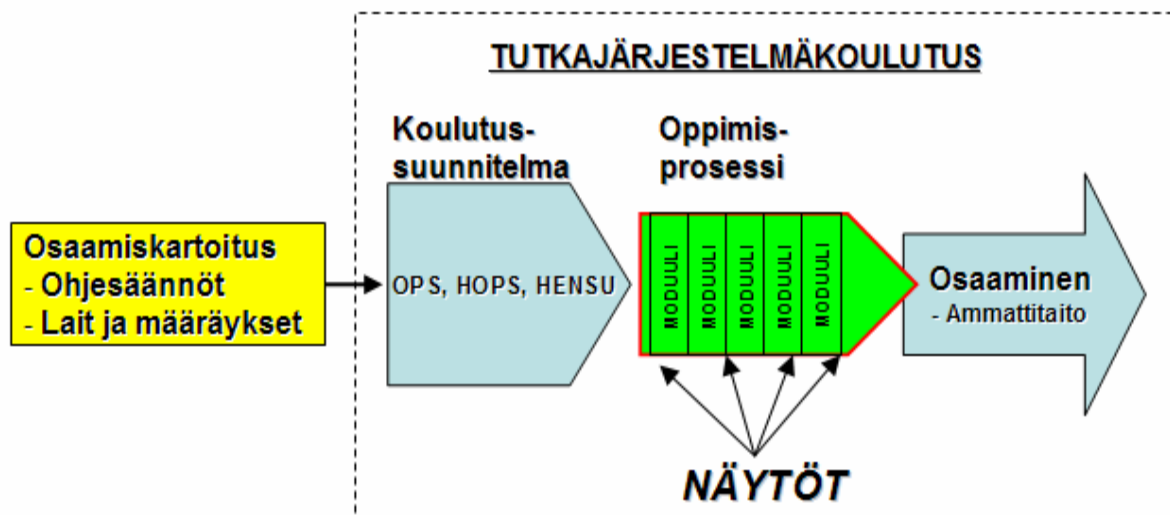 TUTKAJÄRJESTELMÄKOULUTUS
Koulutus-
suunnitelma
Oppimis-
prosessi
Osaamiskartoitus
- Ohjesäännöt
- Lait ja määräykset
OPS, HOPS, HENSU
MODUULI
MODUULI
MODUULI
MODUULI
MODUULI
Osaaminen
- Ammattitaito
NÄYTÖT